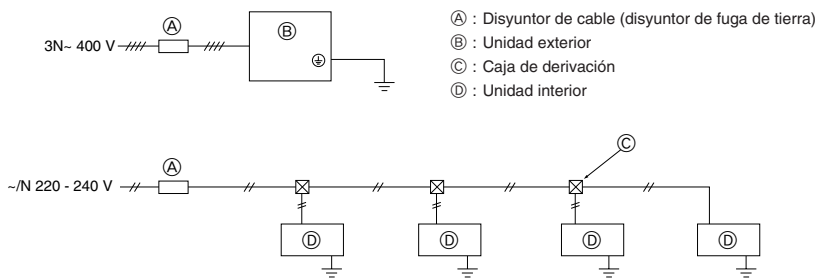 Ⓐ
3N~ 400 V
Ⓑ
Ⓐ : Disyuntor de cable (disyuntor de fuga de tierra)
Ⓑ : Unidad exterior
Ⓒ : Caja de derivación
Ⓓ : Unidad interior
Ⓐ
Ⓒ
~/N 220 - 240 V
Ⓓ Ⓓ Ⓓ Ⓓ